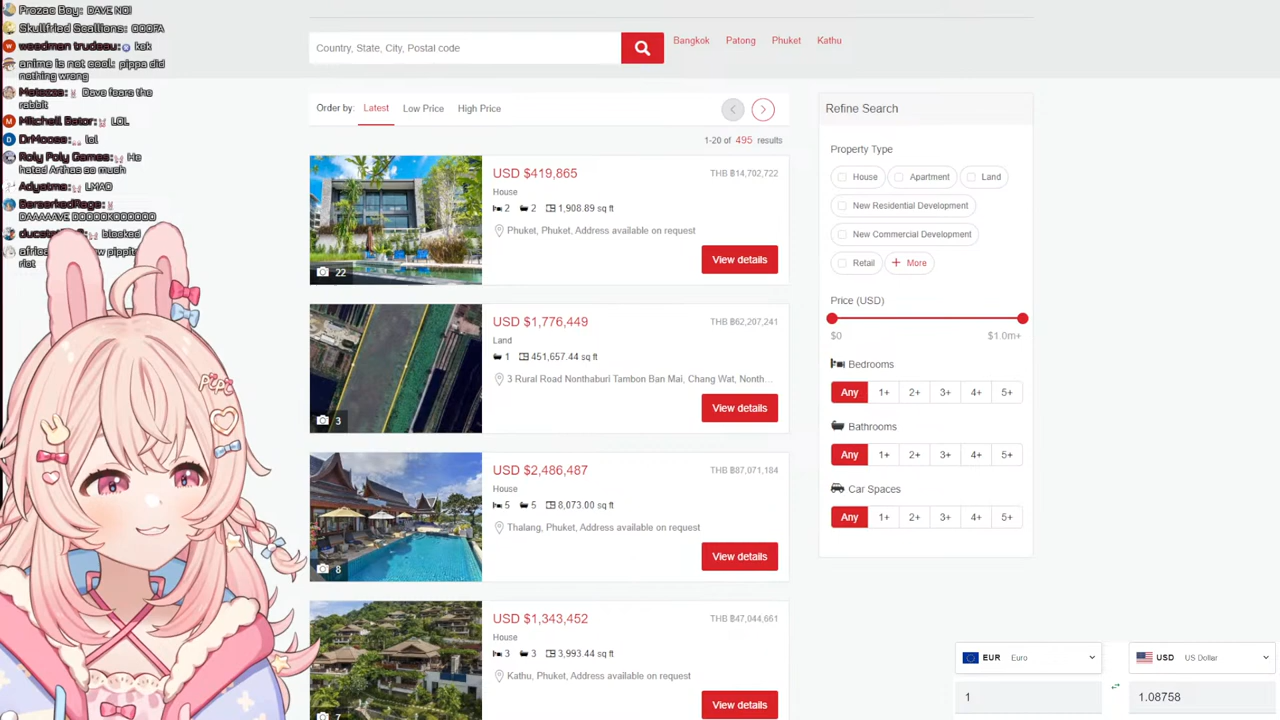 Prozac Boy: DAVE NO!
Skullfried Scallions: OOOFA
weedman trudeau: kek
anime is not cool: pippa did
nothing wrong
Matezza: Dave fears the
rabbit
Mitchell Bator: LOL
DrMoose: lol
Roly Poly Games: He
hated Arthas so much
Adyatma: LMAO
BerserkedRage:
DAAAAVE DOOOOKOOOOOO
blocked
riot
Pipi
Country, State, City, Postal code
Bangkok Patong Phuket Kathu
Order by: Latest Low Price High Price
1-20 of 495 results
USD $419,865 THB ฿14,702,722
House
2 2 1,908.89 sq ft
Phuket, Phuket, Address available on request
View details
22
USD $1,776,449 THB ฿62,207,241
Land
1 451,657.44 sq ft
3 Rural Road Nonthaburi Tambon Ban Mai, Chang Wat, Nonth...
View details
3
USD $2,486,487 THB ฿87,071,184
House
5 5 8,073.00 sq ft
Thalang, Phuket, Address available on request
View details
8
USD $1,343,452 THB ฿47,044,661
House
3 3 3,993.44 sq ft
Kathu, Phuket, Address available on request
View details
7
Refine Search
Property Type
House Apartment Land
New Residential Development
New Commercial Development
Retail + More
Price (USD)
$0 $1.0m+
Bedrooms
Any 1+ 2+ 3+ 4+ 5+
Bathrooms
Any 1+ 2+ 3+ 4+ 5+
Car Spaces
Any 1+ 2+ 3+ 4+ 5+
EUR Euro USD US Dollar
1 1.08758